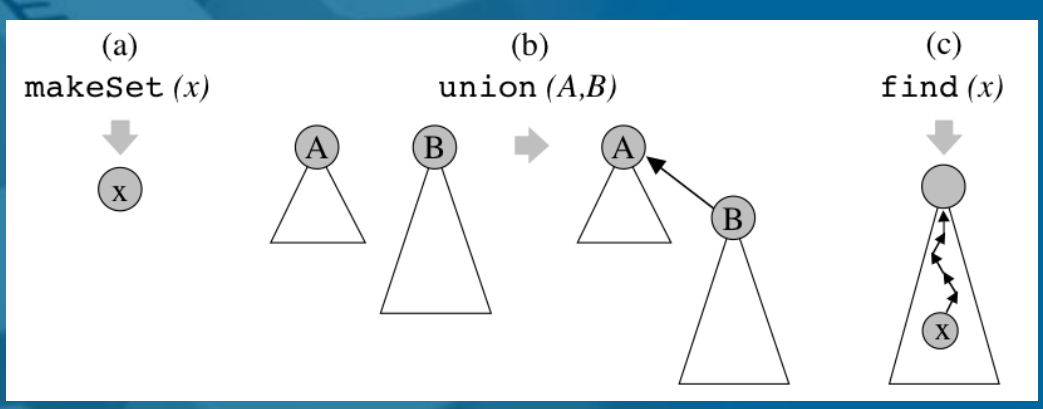 (a)
makeSet (x)
x
(b)
union (A,B)
A
B
A
B
(c)
find (x)
x